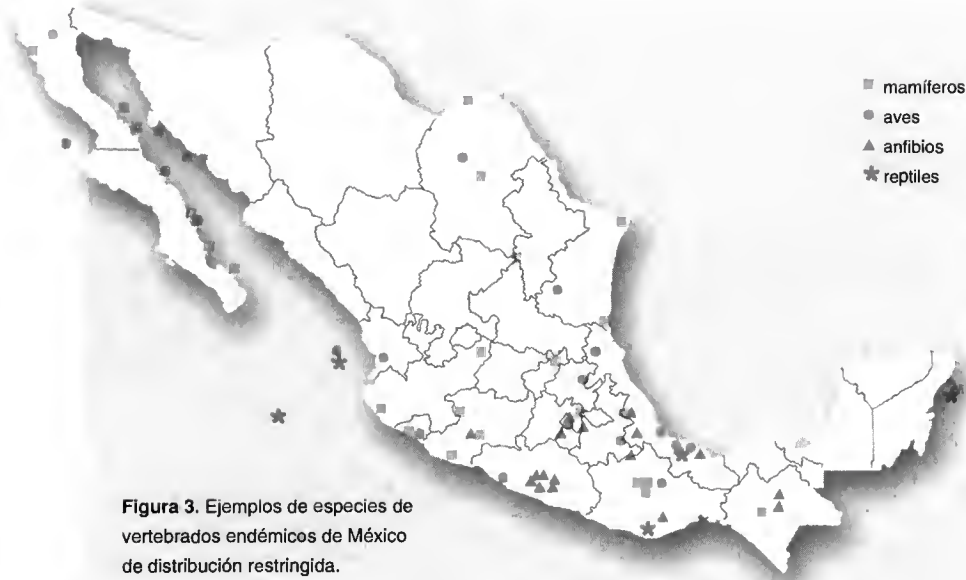 mamíferos
aves
anfibios
reptiles
Figura 3. Ejemplos de especies de
vertebrados endémicos de México
de distribución restringida.